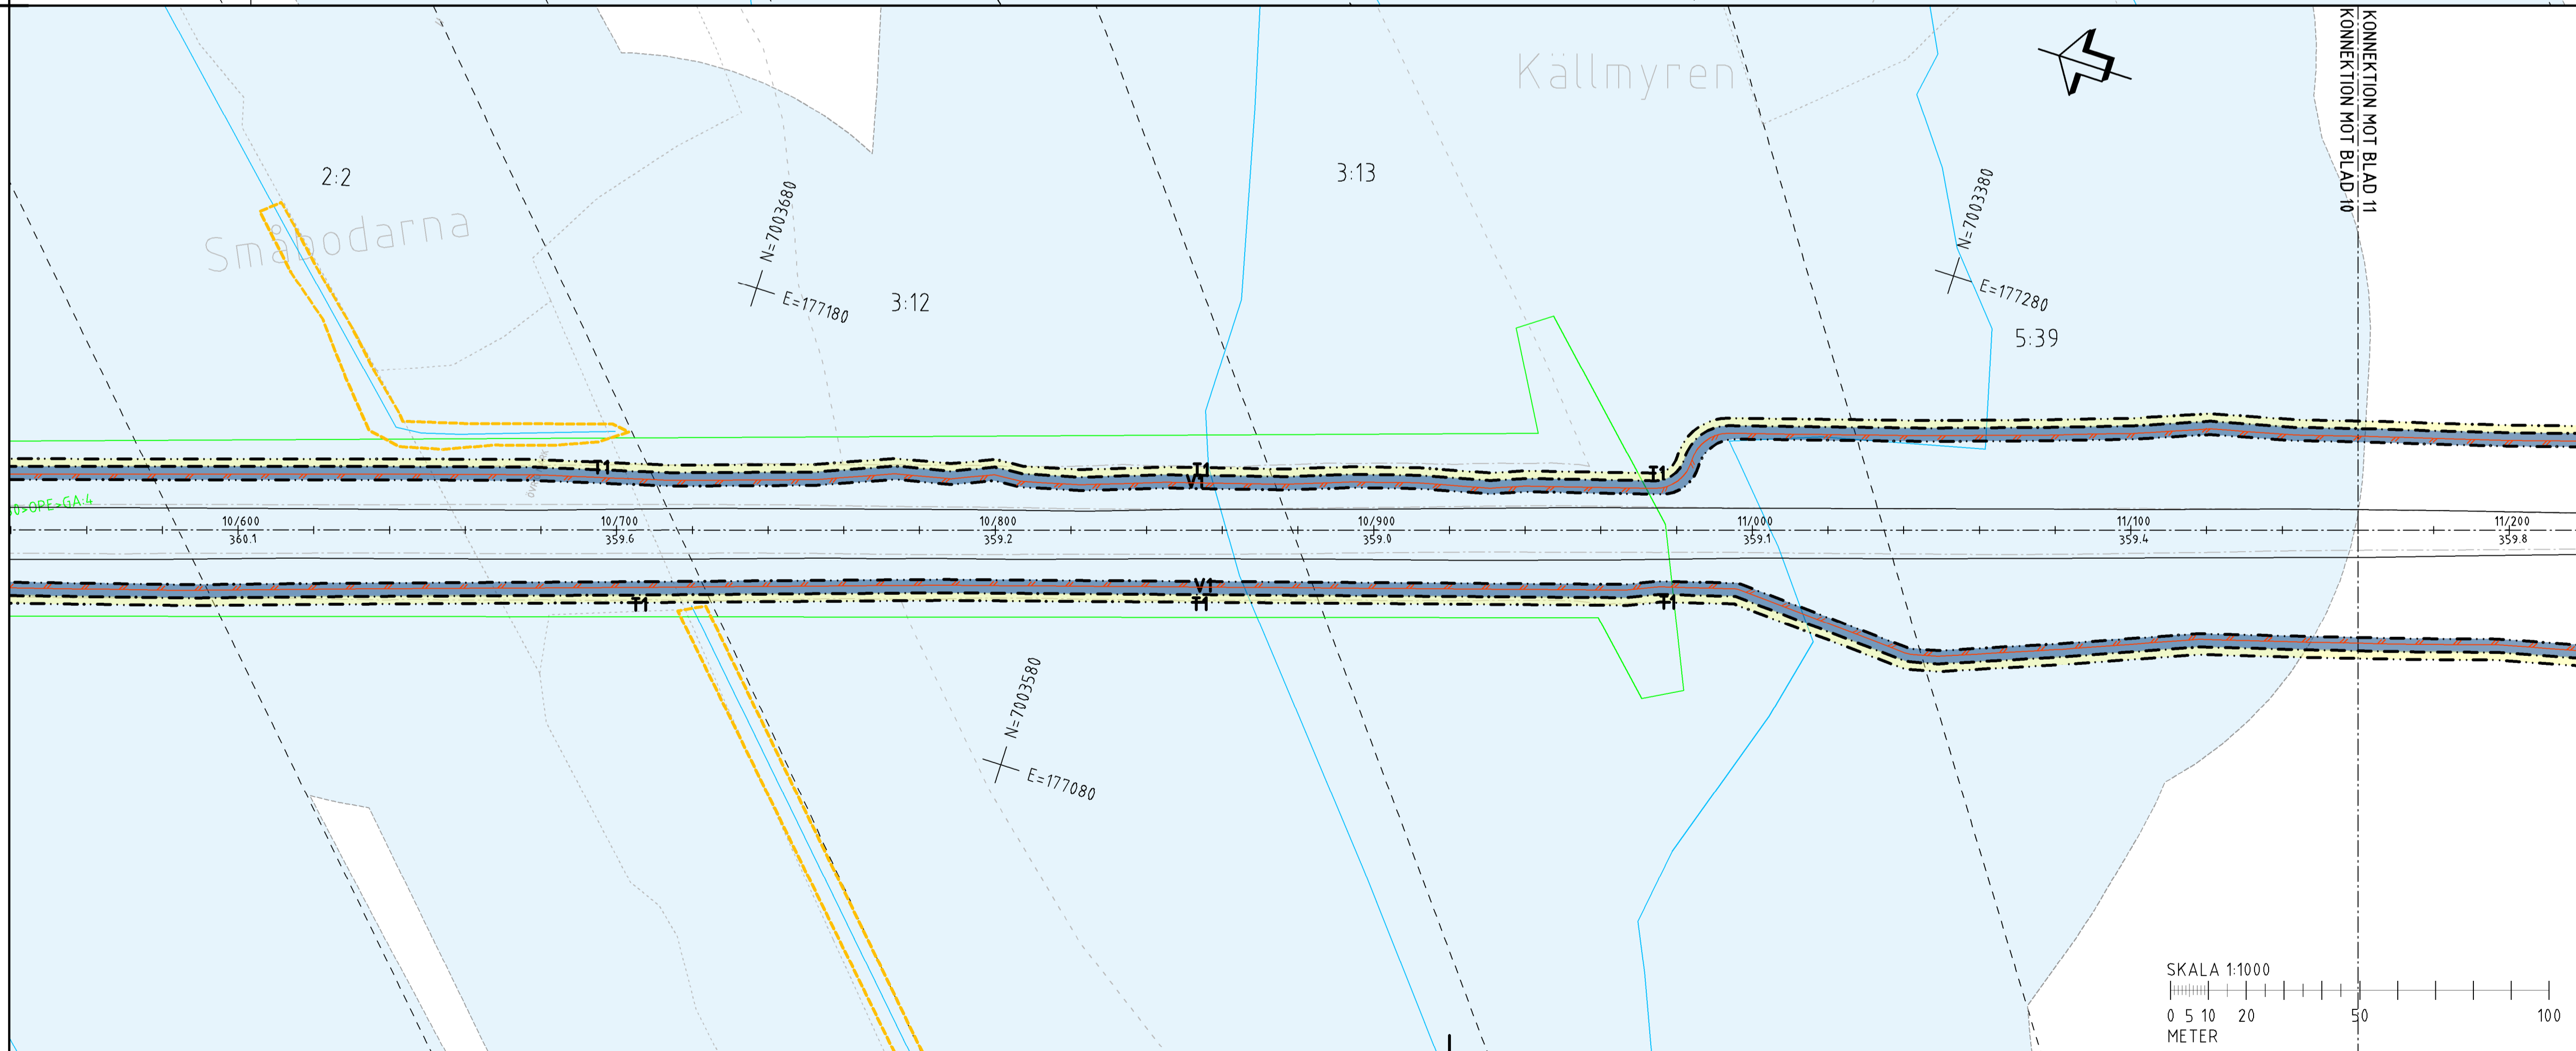 Källmyren
KONNEKTION MOT BLAD 11
KONNEKTION MOT BLAD 10
2:2
Småbodarna
3:13
N=7003680
E=177180
3:12
N=7003380
E=177280
5:39
T1
T1
V1
T1
10/600
10/700
10/800
10/900
11/000
11/100
11/200
360.1
359.6
359.2
359.0
359.1
359.4
359.8
V1
T1
T1
T1
N=7003580
E=177080
SKALA 1:1000
0 5 10 20 50 100
METER